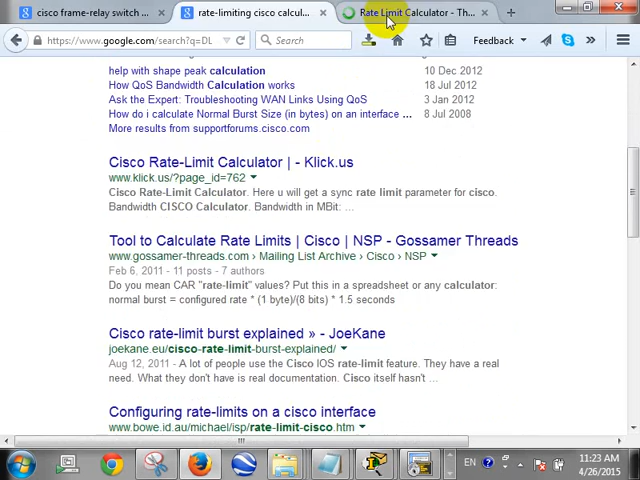 cisco frame-relay switch ...
rate-limiting cisco calcul...
Rate Limit Calculator - Th...
https://www.google.com/search?q=DL
Search
Feedback
help with shape peak calculation
10 Dec 2012
How QoS Bandwidth Calculation works
18 Jul 2012
Ask the Expert: Troubleshooting WAN Links Using QoS
3 Jan 2012
How do i calculate Normal Burst Size (in bytes) on an interface ...
8 Jul 2008
More results from supportforums.cisco.com
Cisco Rate-Limit Calculator | - Klick.us
www.klick.us/?page_id=762
Cisco Rate-Limit Calculator. Here u will get a sync rate limit parameter for cisco.
Bandwidth CISCO Calculator. Bandwidth in MBit: ...
Tool to Calculate Rate Limits | Cisco | NSP - Gossamer Threads
www.gossamer-threads.com › Mailing List Archive › Cisco › NSP
Feb 6, 2011 - 11 posts - 7 authors
Do you mean CAR "rate-limit" values? Put this in a spreadsheet or any calculator:
normal burst = configured rate * (1 byte)/(8 bits) * 1.5 seconds
Cisco rate-limit burst explained » - JoeKane
joekane.eu/cisco-rate-limit-burst-explained/
Aug 12, 2011 - A lot of people use the Cisco IOS rate-limit feature. They have a real
need. What they don't have is real documentation. Cisco itself hasn't ...
Configuring rate-limits on a cisco interface
www.bowe.id.au/michael/isp/rate-limit-cisco.htm
EN
11:23 AM
4/26/2015